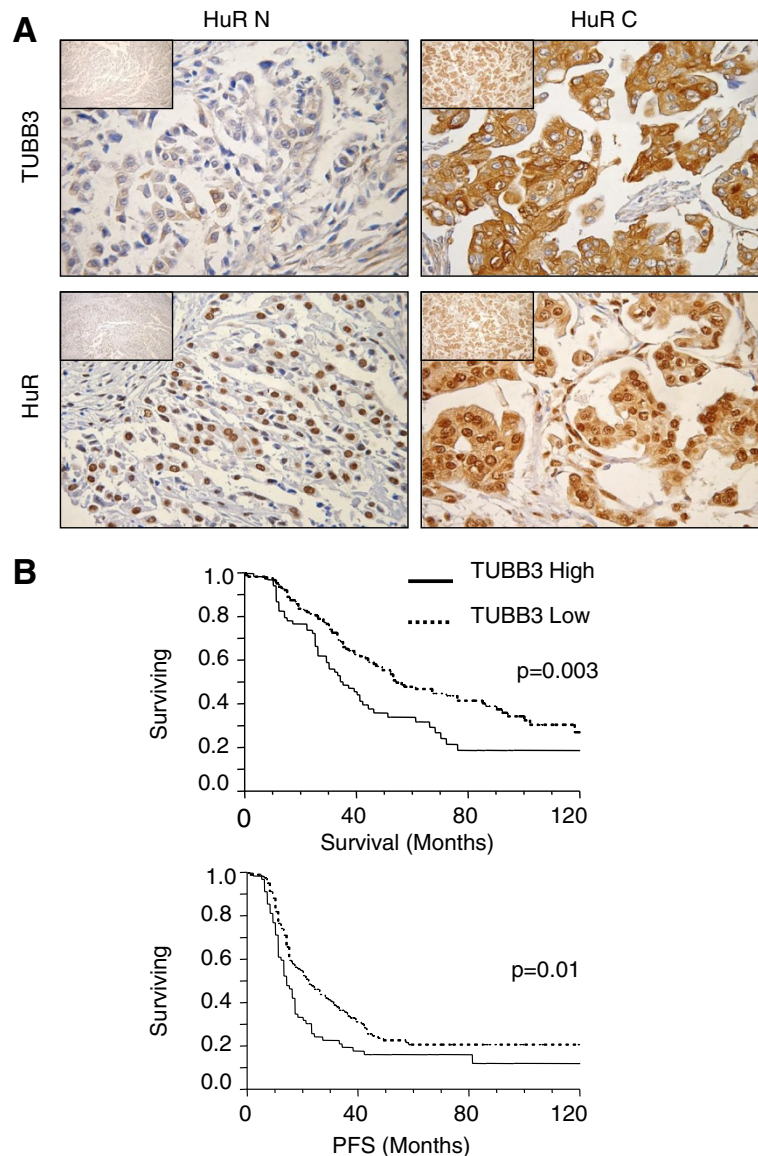 A
HuR N
HuR C
TUBB3
HuR
B
TUBB3 High
TUBB3 Low
p=0.003
Surviving
1.0
0.8
0.6
0.4
0.2
0.0
0
40
80
120
Survival (Months)
p=0.01
Surviving
1.0
0.8
0.6
0.4
0.2
0.0
0
40
80
120
PFS (Months)